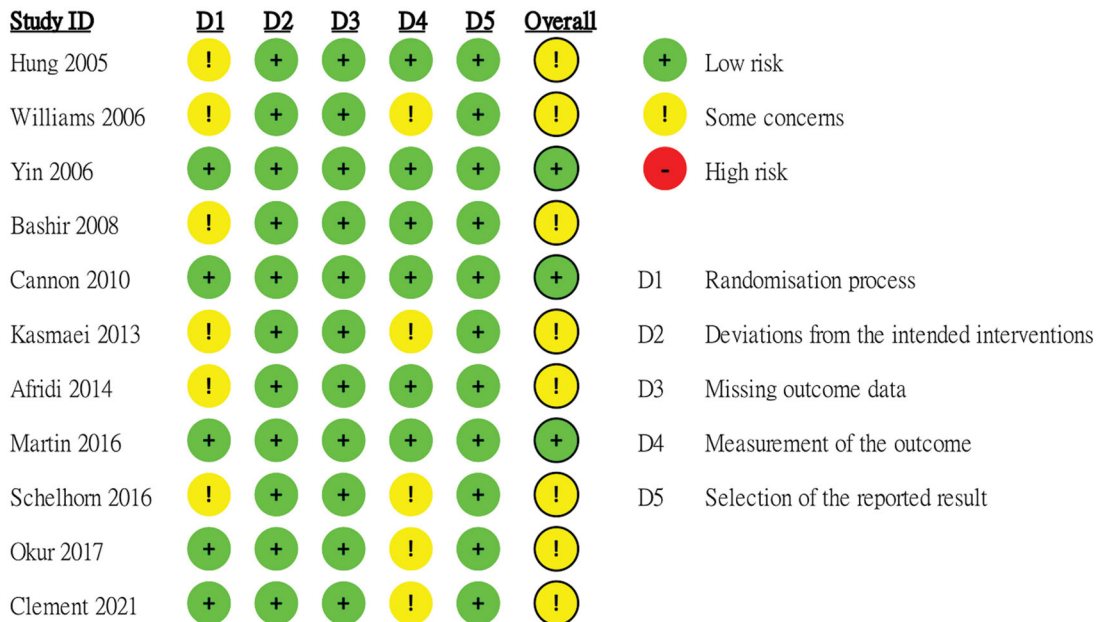 Study ID D1 D2 D3 D4 D5 Overall
Hung 2005 ! + + + + ! + Low risk
Williams 2006 ! + + ! + ! ! Some concerns
Yin 2006 + + + + + + - High risk
Bashir 2008 ! + + + + !
Cannon 2010 + + + + + + D1 Randomisation process
Kasmaei 2013 ! + + ! + ! D2 Deviations from the intended interventions
Afridi 2014 ! + + + + ! D3 Missing outcome data
Martin 2016 + + + + + + D4 Measurement of the outcome
Schelhorn 2016 ! + + ! + ! D5 Selection of the reported result
Okur 2017 + + + ! + !
Clement 2021 + + + ! + !